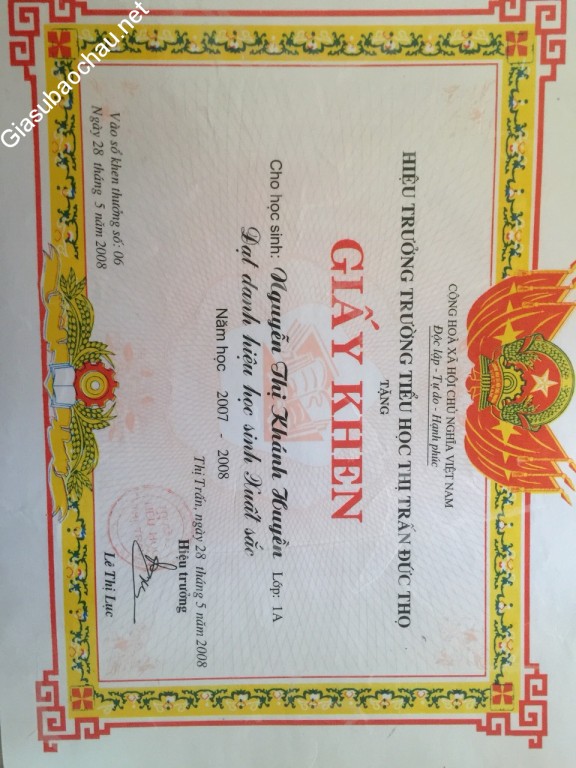 Giasubaochau.net
CỘNG HOÀ XÃ HỘI CHỦ NGHĨA VIỆT NAM
Độc lập - Tự do - Hạnh phúc
HIỆU TRƯỞNG TRƯỜNG TIỂU HỌC THỊ TRẤN ĐỨC THỌ
TẶNG
GIẤY KHEN
Cho học sinh: Nguyễn Thị Khánh Huyền Lớp: 1A
Đạt danh hiệu học sinh Xuất sắc
Năm học 2007 - 2008
Thị Trấn, ngày 28 tháng 5 năm 2008
Hiệu trưởng
Lê Thị Lục
Vào sổ khen thưởng số: 06
Ngày 28 tháng 5 năm 2008